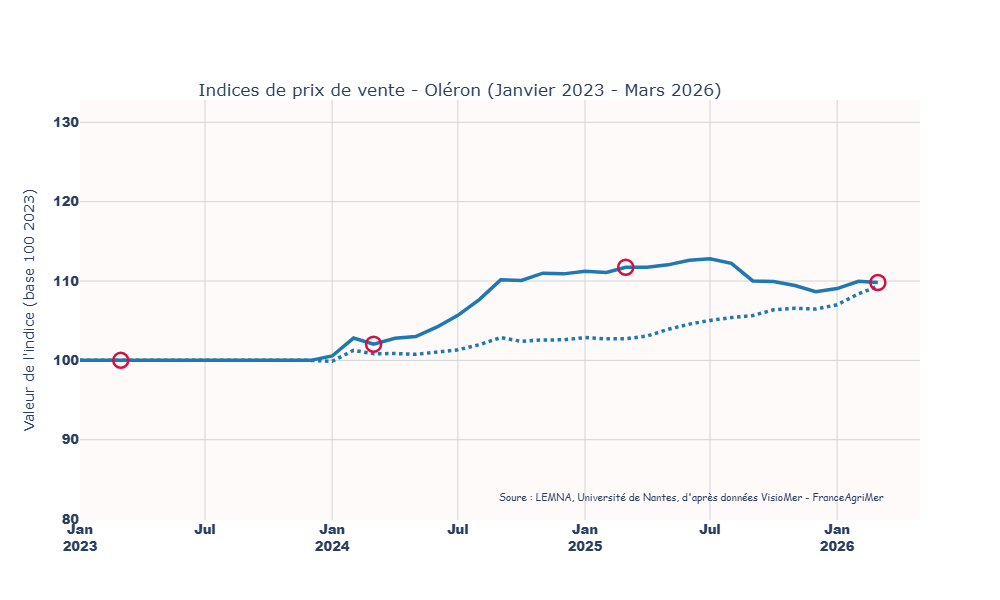 Indices de prix de vente - Oléron (Janvier 2023 - Mars 2026)
Valeur de l'indice (base 100 2023)
130
120
110
100
90
80
Soure : LEMNA, Université de Nantes, d'après données VisioMer - FranceAgriMer
Jan
2023
Jul
Jan
2024
Jul
Jan
2025
Jul
Jan
2026